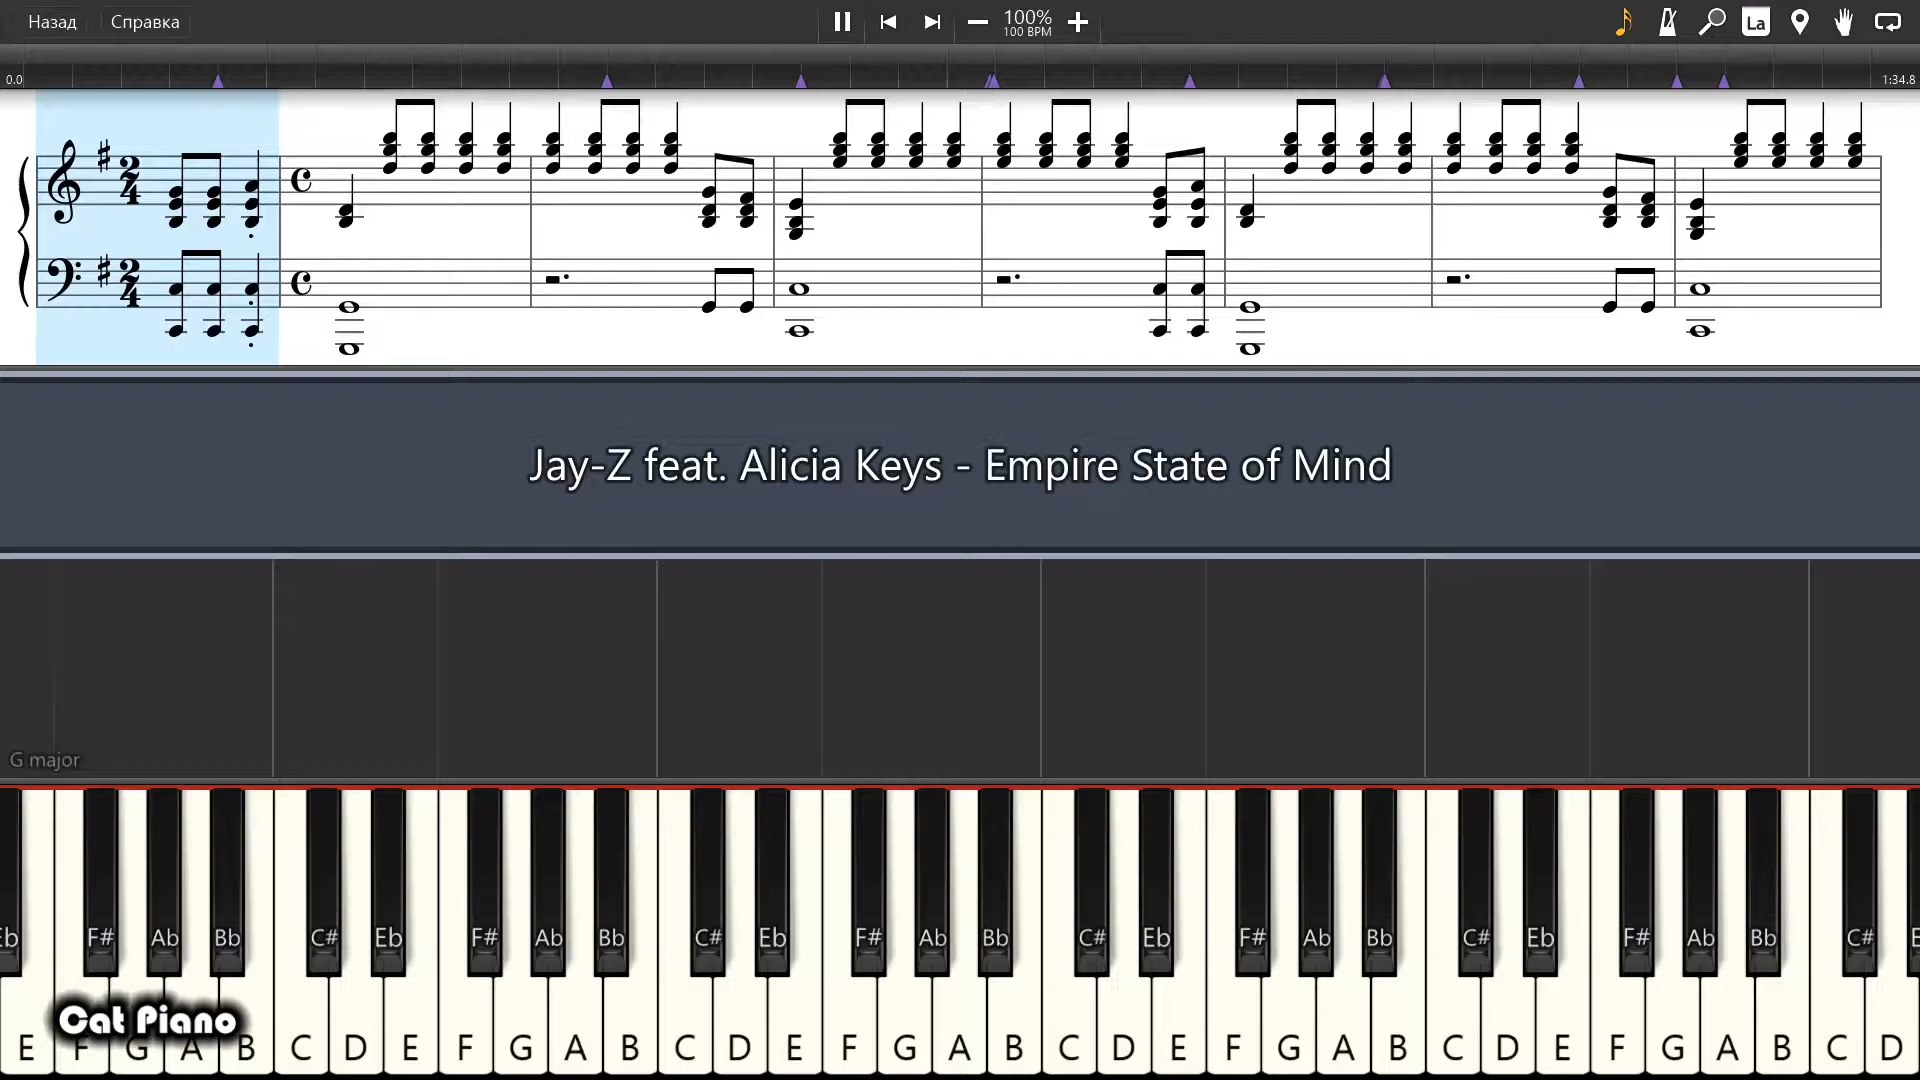 Назад Справка 100% La
100 BPM
0.0 1:34.8
Jay-Z feat. Alicia Keys - Empire State of Mind
G major
Eb F# Ab Bb C# Eb F# Ab Bb C# Eb F# Ab Bb C# Eb F# Ab Bb C# Eb F# Ab Bb C# E
Cat Piano
E F G A B C D E F G A B C D E F G A B C D E F G A B C D E F G A B C D